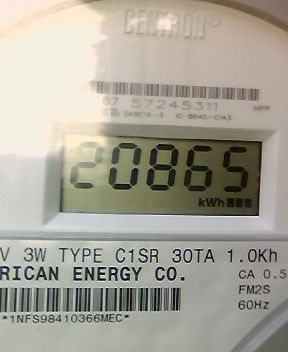 CENTRON®
07 57245311
20865
kWh
V 3W TYPE C1SR 30TA 1.0Kh
RICAN ENERGY CO.
CA 0.5
FM2S
60Hz
*1NFS98410366MEC*